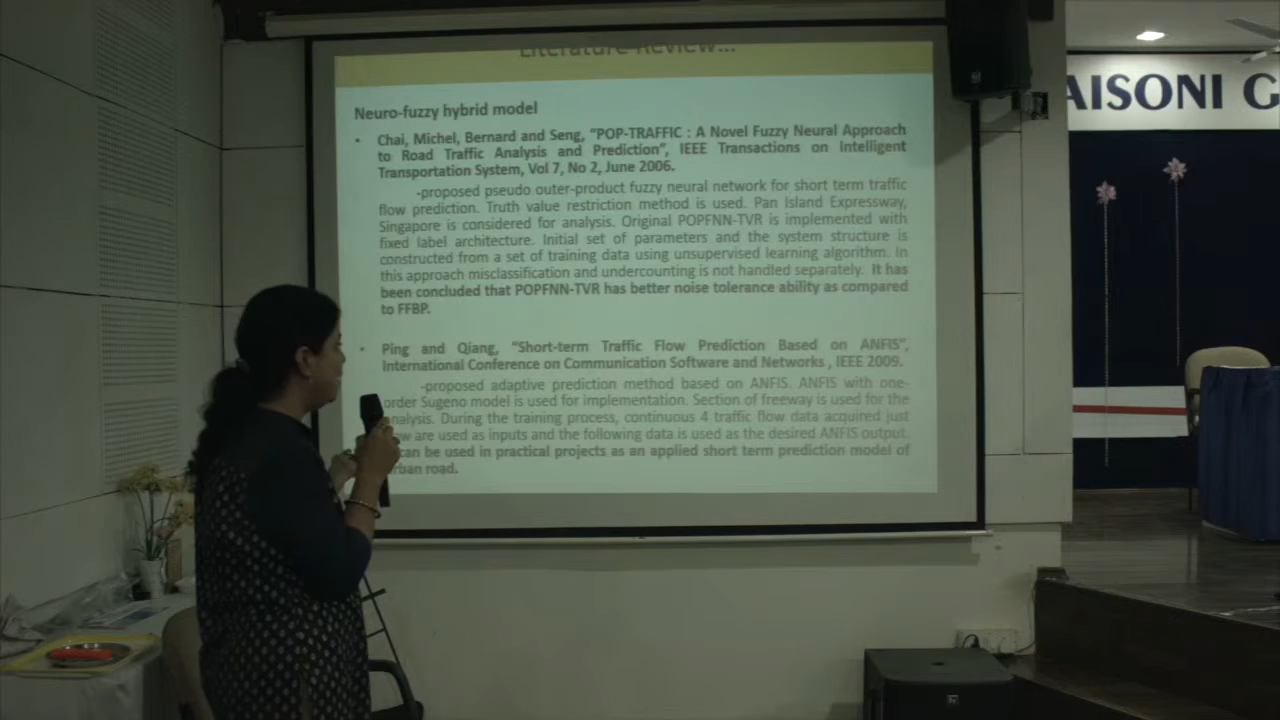 Literature Review...
Neuro-fuzzy hybrid model
• Chai, Michel, Bernard and Seng, "POP-TRAFFIC : A Novel Fuzzy Neural Approach
to Road Traffic Analysis and Prediction", IEEE Transactions on Intelligent
Transportation System, Vol 7, No 2, June 2006.
-proposed pseudo outer-product fuzzy neural network for short term traffic
flow prediction. Truth value restriction method is used. Pan Island Expressway,
Singapore is considered for analysis. Original POPFNN-TVR is implemented with
fixed label architecture. Initial set of parameters and the system structure is
constructed from a set of training data using unsupervised learning algorithm. In
this approach misclassification and undercounting is not handled separately. It has
been concluded that POPFNN-TVR has better noise tolerance ability as compared
to FFBP.
• Ping and Qiang, "Short-term Traffic Flow Prediction Based on ANFIS",
International Conference on Communication Software and Networks , IEEE 2009.
-proposed adaptive prediction method based on ANFIS. ANFIS with one-
order Sugeno model is used for implementation. Section of freeway is used for the
nalysis. During the training process, continuous 4 traffic flow data acquired just
w are used as inputs and the following data is used as the desired ANFIS output.
can be used in practical projects as an applied short term prediction model of
rban road.
AISONI G